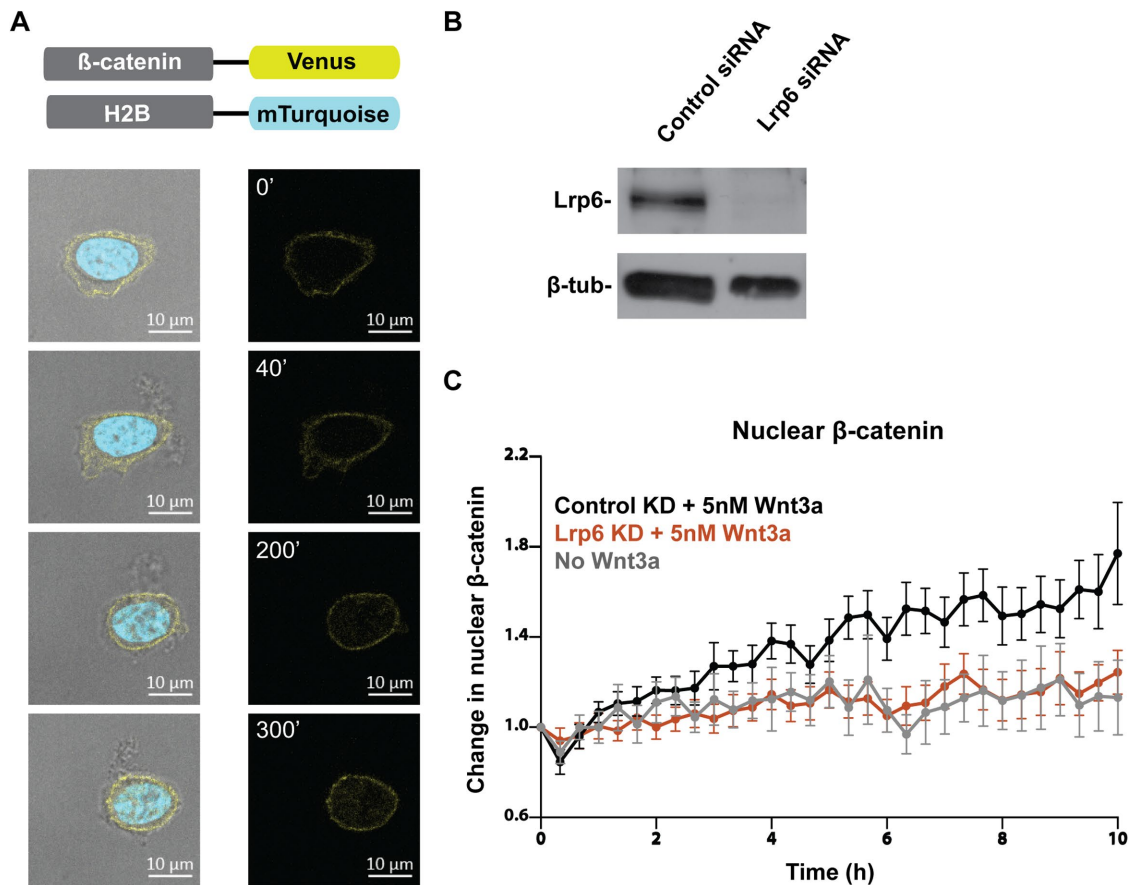 A
ß-catenin
Venus
H2B
mTurquoise
10 µm
0’
10 µm
10 µm
40’
10 µm
10 µm
200’
10 µm
10 µm
300’
10 µm
B
Control siRNA
Lrp6 siRNA
Lrp6-
β-tub-
C
Nuclear β-catenin
Change in nuclear β-catenin
2.2
1.8
1.4
1.0
0.6
Control KD + 5nM Wnt3a
Lrp6 KD + 5nM Wnt3a
No Wnt3a
0
2
4
6
8
10
Time (h)